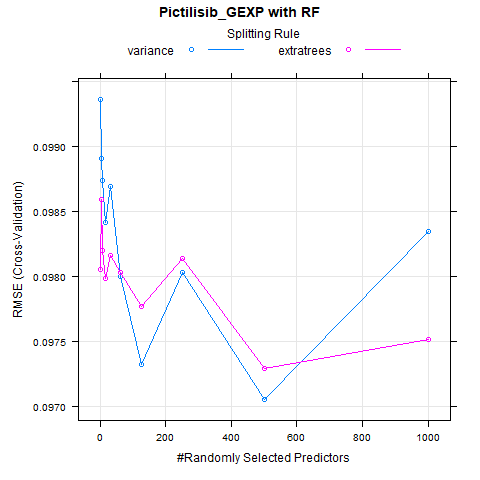 Pictilisib_GEXP with RF
Splitting Rule
variance
extratrees
0.0990
0.0985
0.0980
0.0975
0.0970
RMSE (Cross-Validation)
0
200
400
600
800
1000
#Randomly Selected Predictors